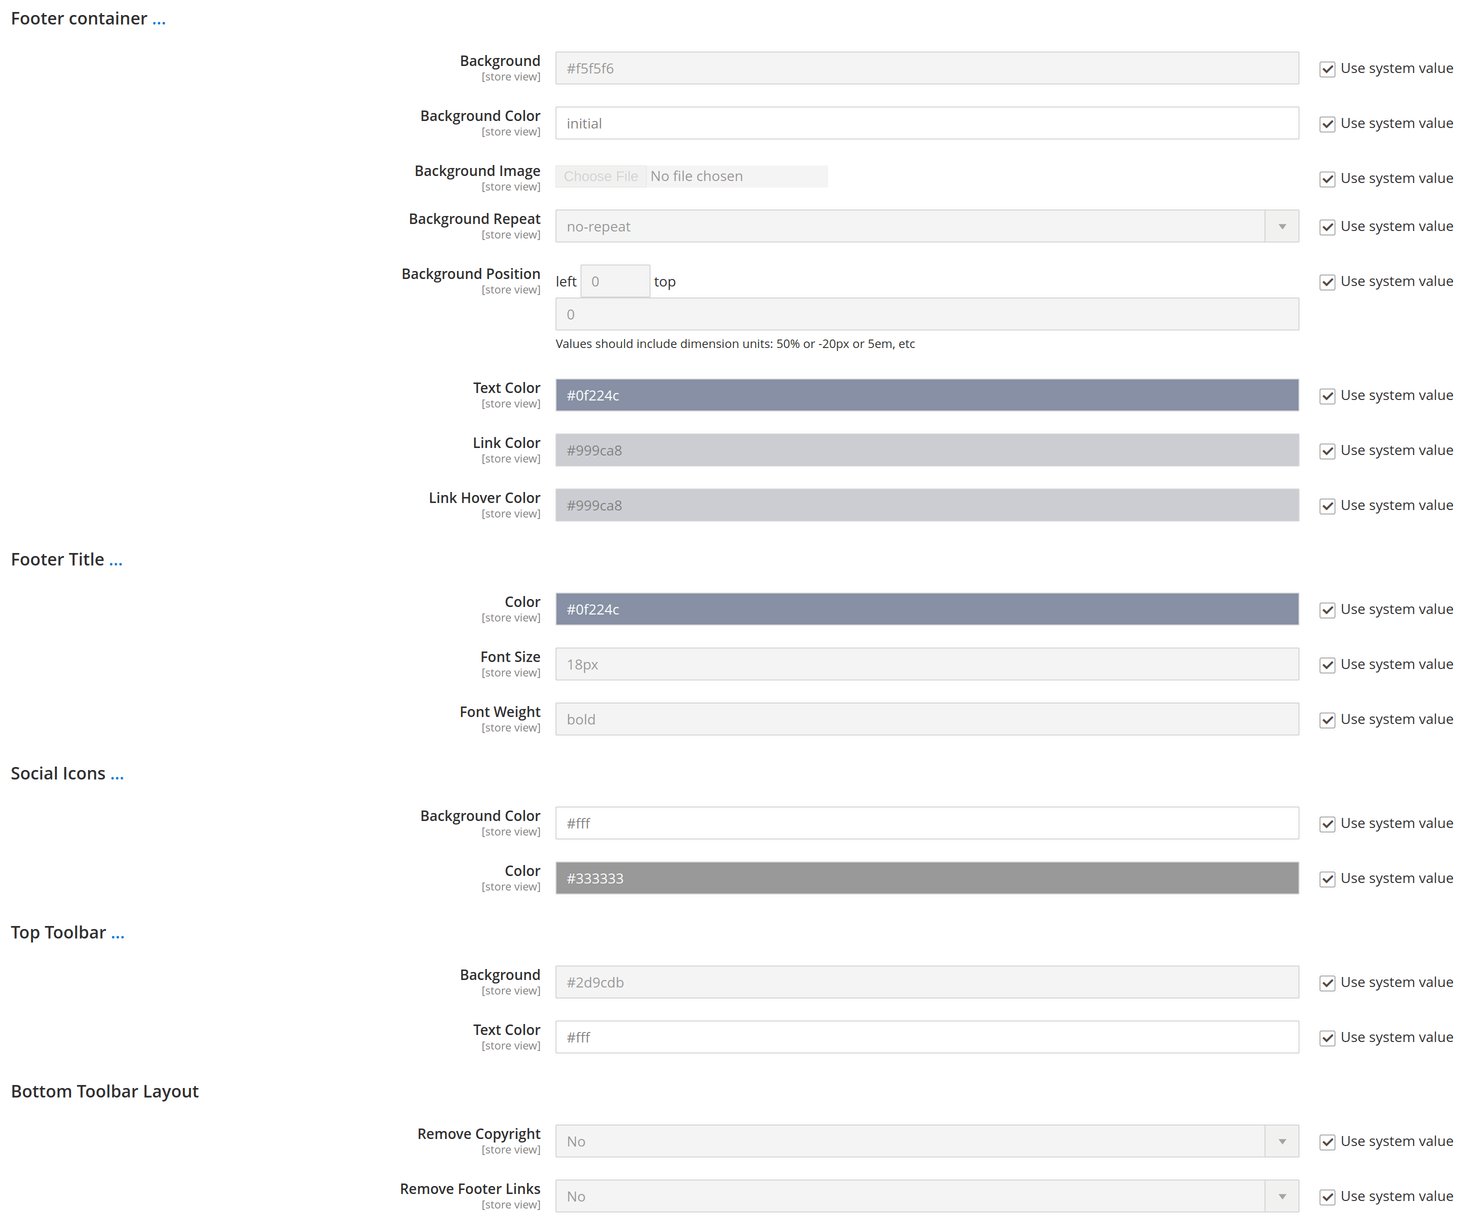 Footer container ...
Background
[store view]
#f5f5f6
Use system value
Background Color
[store view]
initial
Use system value
Background Image
[store view]
Choose File No file chosen
Use system value
Background Repeat
[store view]
no-repeat
Use system value
Background Position
[store view]
left 0 top
0
Values should include dimension units: 50% or -20px or 5em, etc
Use system value
Text Color
[store view]
#0f224c
Use system value
Link Color
[store view]
#999ca8
Use system value
Link Hover Color
[store view]
#999ca8
Use system value
Footer Title ...
Color
[store view]
#0f224c
Use system value
Font Size
[store view]
18px
Use system value
Font Weight
[store view]
bold
Use system value
Social Icons ...
Background Color
[store view]
#fff
Use system value
Color
[store view]
#333333
Use system value
Top Toolbar ...
Background
[store view]
#2d9cdb
Use system value
Text Color
[store view]
#fff
Use system value
Bottom Toolbar Layout
Remove Copyright
[store view]
No
Use system value
Remove Footer Links
[store view]
No
Use system value